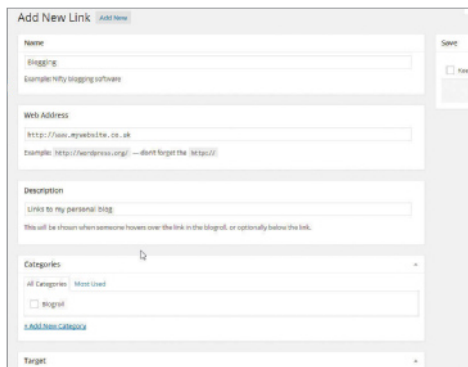 Add New Link Add New
Name
Blogging
Example: Nifty blogging software
Web Address
http://www.mywebsite.co.uk
Example: http://wordpress.org/ — don't forget the http://
Description
Links to my personal blog
This will be shown when someone hovers over the link in the blogroll, or optionally below the link.
Categories
All Categories Most Used
Blogroll
+ Add New Category
Target
Save